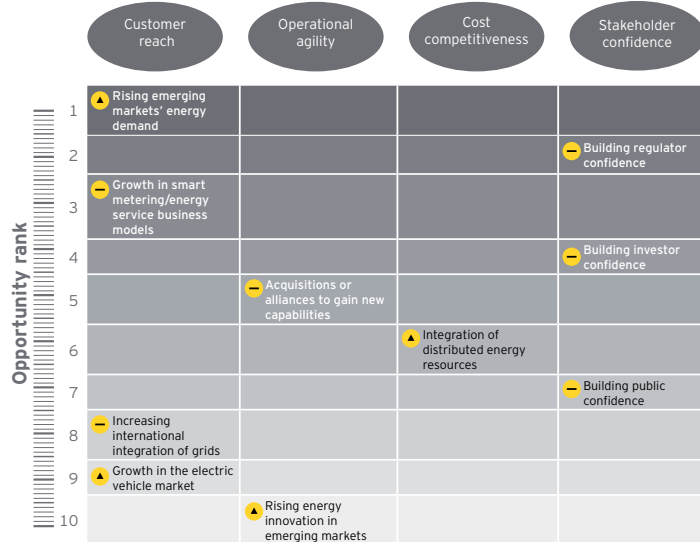 Customer
reach
Operational
agility
Cost
competitiveness
Stakeholder
confidence
Opportunity rank
1
Rising emerging
markets’ energy
demand
2
Building regulator
confidence
3
Growth in smart
metering/energy
service business
models
4
Building investor
confidence
5
Acquisitions or
alliances to gain new
capabilities
6
Integration of
distributed energy
resources
7
Building public
confidence
8
Increasing
international
integration of grids
9
Growth in the electric
vehicle market
10
Rising energy
innovation in
emerging markets